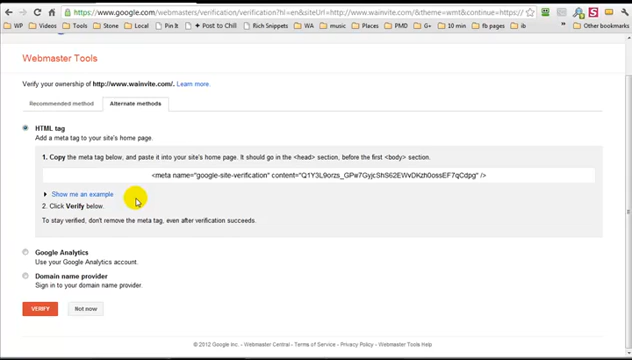 https://www.google.com/webmasters/verification/verification?hl=en&siteUrl=http://www.wainvite.com/&theme=wmt&continue=https:/
WP Videos Tools Stone Local Pin It + Post to Chill Rich Snippets WA music Places PMD G+ 10 min fb pages ib
Webmaster Tools
Verify your ownership of http://www.wainvite.com/. Learn more.
Recommended method Alternate methods
HTML tag
Add a meta tag to your site's home page.
1. Copy the meta tag below, and paste it into your site's home page. It should go in the <head> section, before the first <body> section.
<meta name="google-site-verification" content="Q1Y3L9orzs_GPw7GyjcShS62EWvDKzh0ossEF7qCdpg" />
Show me an example
2. Click Verify below.
To stay verified, don't remove the meta tag, even after verification succeeds.
Google Analytics
Use your Google Analytics account.
Domain name provider
Sign in to your domain name provider.
VERIFY Not now
© 2012 Google Inc. - Webmaster Central - Terms of Service - Privacy Policy - Webmaster Tools Help